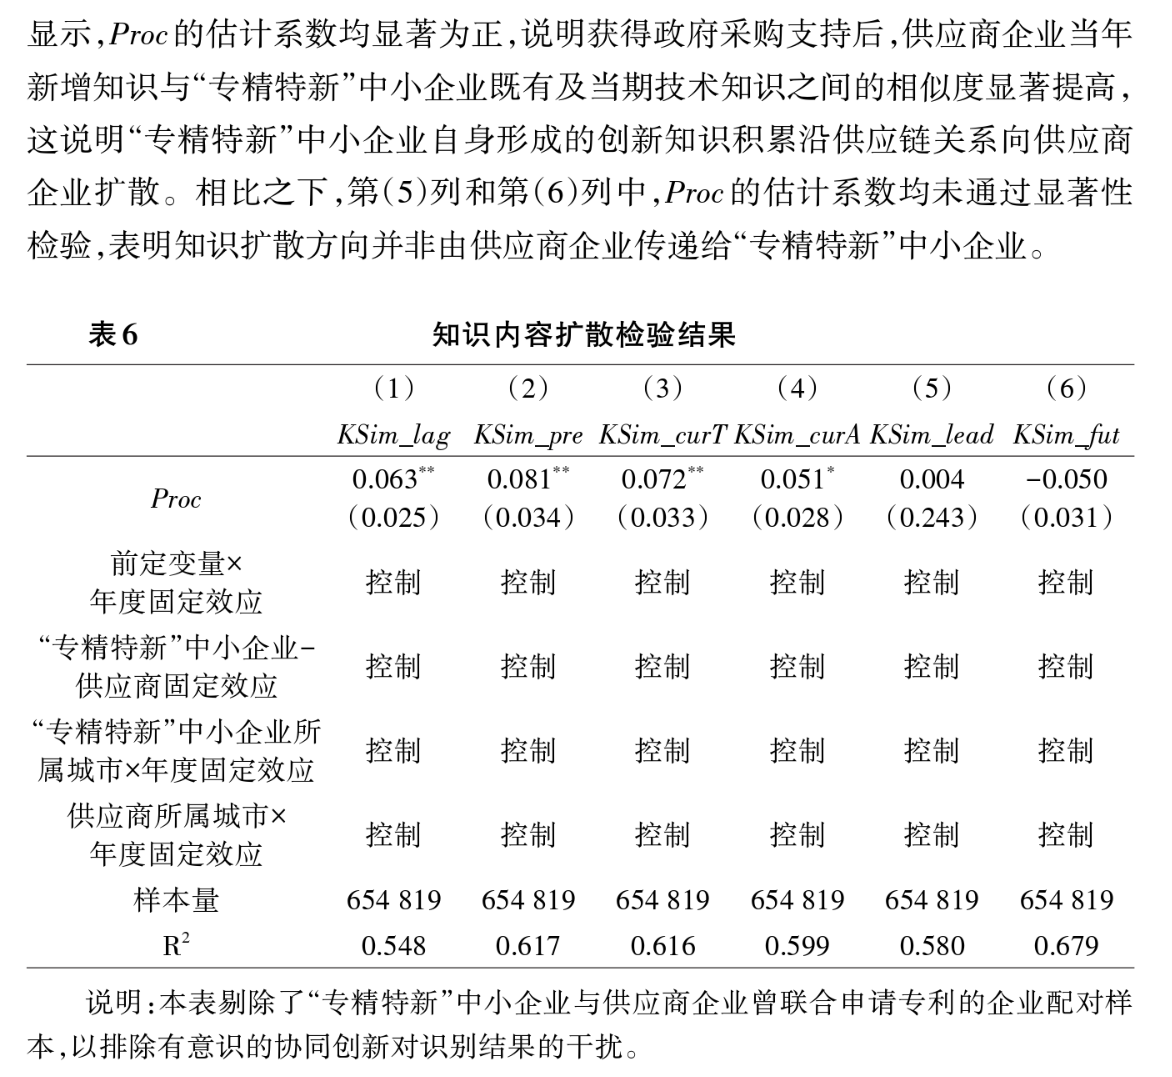 显示,Proc的估计系数均显著为正,说明获得政府采购支持后,供应商企业当年
新增知识与“专精特新”中小企业既有及当期技术知识之间的相似度显著提高,
这说明“专精特新”中小企业自身形成的创新知识积累沿供应链关系向供应商
企业扩散。相比之下,第(5)列和第(6)列中,Proc的估计系数均未通过显著性
检验,表明知识扩散方向并非由供应商企业传递给“专精特新”中小企业。
表6 知识内容扩散检验结果
(1) (2) (3) (4) (5) (6)
KSim_lag KSim_pre KSim_curT KSim_curA KSim_lead KSim_fut
Proc
0.063** 0.081** 0.072** 0.051* 0.004 -0.050
(0.025) (0.034) (0.033) (0.028) (0.243) (0.031)
前定变量×
年度固定效应
控制 控制 控制 控制 控制 控制
“专精特新”中小企业-
供应商固定效应
控制 控制 控制 控制 控制 控制
“专精特新”中小企业所
属城市×年度固定效应
控制 控制 控制 控制 控制 控制
供应商所属城市×
年度固定效应
控制 控制 控制 控制 控制 控制
样本量 654 819 654 819 654 819 654 819 654 819 654 819
R² 0.548 0.617 0.616 0.599 0.580 0.679
说明:本表剔除了“专精特新”中小企业与供应商企业曾联合申请专利的企业配对样
本,以排除有意识的协同创新对识别结果的干扰。